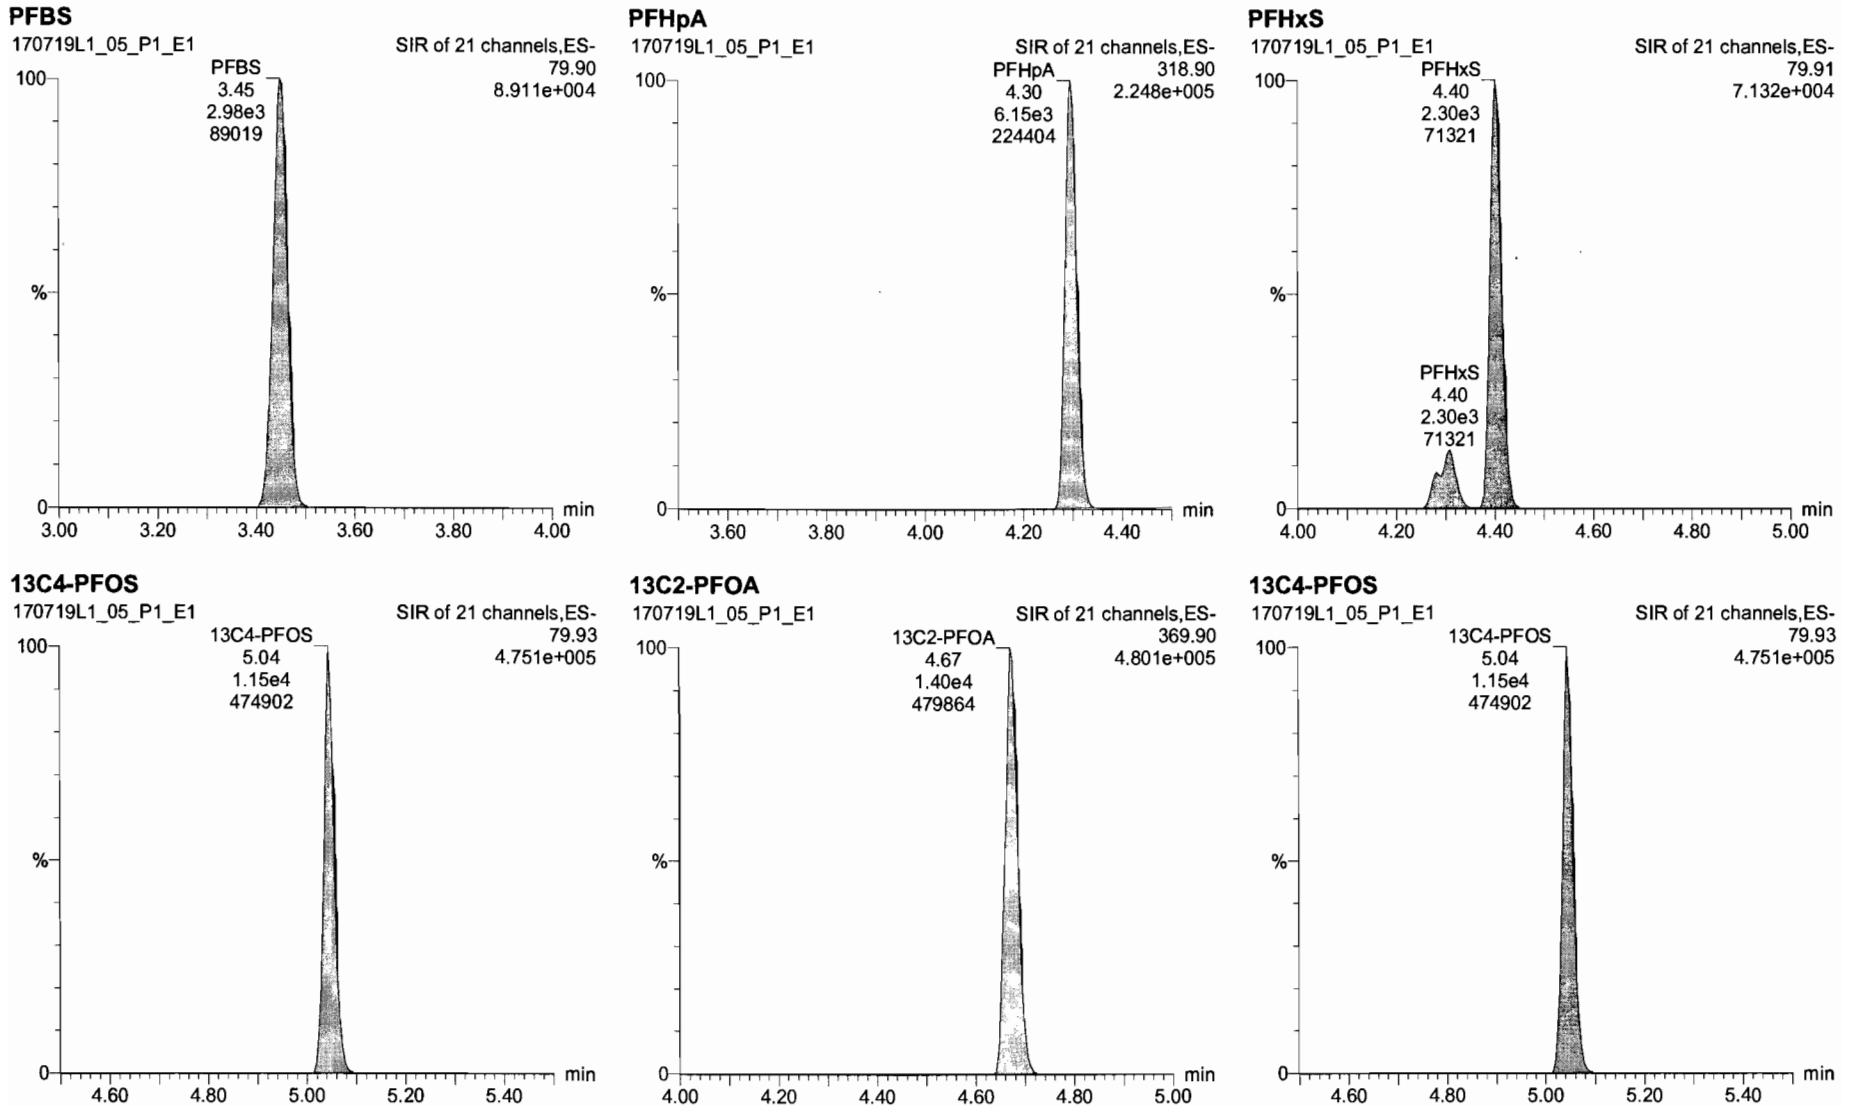 PFBS
170719L1_05_P1_E1
SIR of 21 channels,ES-
79.90
8.911e+004
PFBS
3.45
2.98e3
89019
100
%
0
3.00 3.20 3.40 3.60 3.80 4.00
min
PFHpA
170719L1_05_P1_E1
SIR of 21 channels,ES-
318.90
2.248e+005
PFHpA
4.30
6.15e3
224404
100
%
0
3.60 3.80 4.00 4.20 4.40
min
PFHxS
170719L1_05_P1_E1
SIR of 21 channels,ES-
79.91
7.132e+004
PFHxS
4.40
2.30e3
71321
PFHxS
4.40
2.30e3
71321
100
%
0
4.00 4.20 4.40 4.60 4.80 5.00
min
13C4-PFOS
170719L1_05_P1_E1
SIR of 21 channels,ES-
79.93
4.751e+005
13C4-PFOS
5.04
1.15e4
474902
100
%
0
4.60 4.80 5.00 5.20 5.40
min
13C2-PFOA
170719L1_05_P1_E1
SIR of 21 channels,ES-
369.90
4.801e+005
13C2-PFOA
4.67
1.40e4
479864
100
%
0
4.00 4.20 4.40 4.60 4.80 5.00
min
13C4-PFOS
170719L1_05_P1_E1
SIR of 21 channels,ES-
79.93
4.751e+005
13C4-PFOS
5.04
1.15e4
474902
100
%
0
4.60 4.80 5.00 5.20 5.40
min